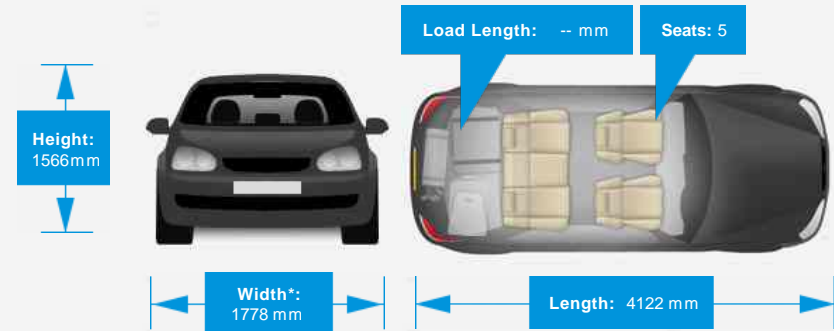 Load Length: -- mm
Seats: 5
Height:
1566mm
Width*:
1778 mm
Length: 4122 mm